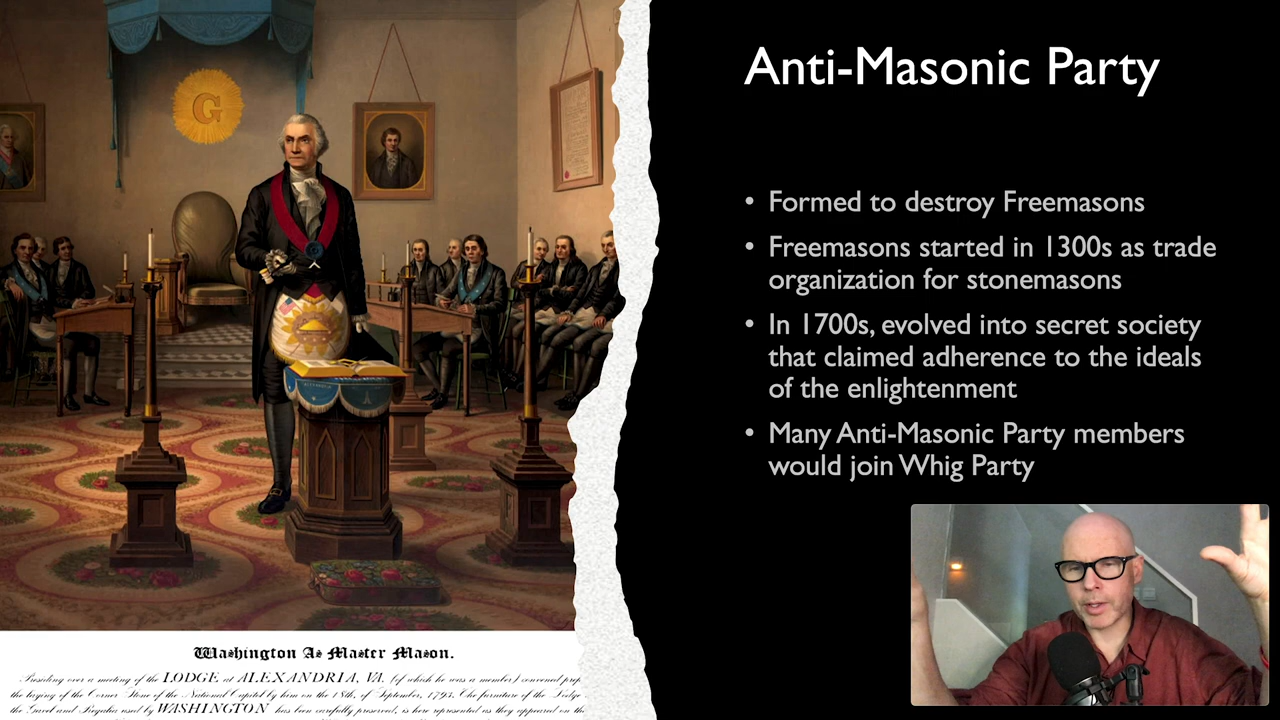 G
Washington As Master Mason.
Presiding over a meeting of the LODGE at ALEXANDRIA, VA. (of which he was a member) convened prep
the laying of the Corner Stone of the National Capitol by him on the 18th, of September, 1793. The furniture of the Lodge
the Gavel and Regalia used by WASHINGTON has been carefully preserved, is here represented as they appeared on the
Anti-Masonic Party
• Formed to destroy Freemasons
• Freemasons started in 1300s as trade
organization for stonemasons
• In 1700s, evolved into secret society
that claimed adherence to the ideals
of the enlightenment
• Many Anti-Masonic Party members
would join Whig Party